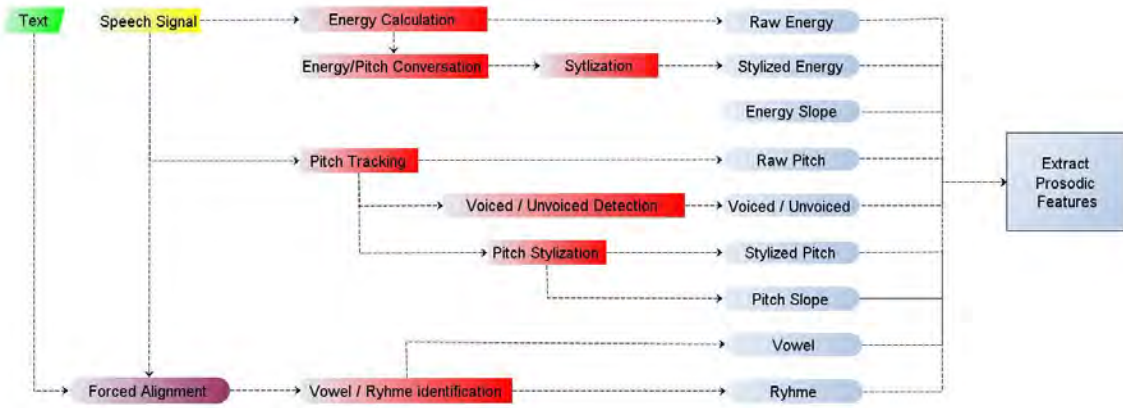 Text
Speech Signal
Energy Calculation
Raw Energy
Energy/Pitch Conversation
Sytlization
Stylized Energy
Energy Slope
Pitch Tracking
Raw Pitch
Voiced / Unvoiced Detection
Voiced / Unvoiced
Pitch Stylization
Stylized Pitch
Pitch Slope
Vowel
Forced Alignment
Vowel / Ryhme identification
Ryhme
Extract
Prosodic
Features